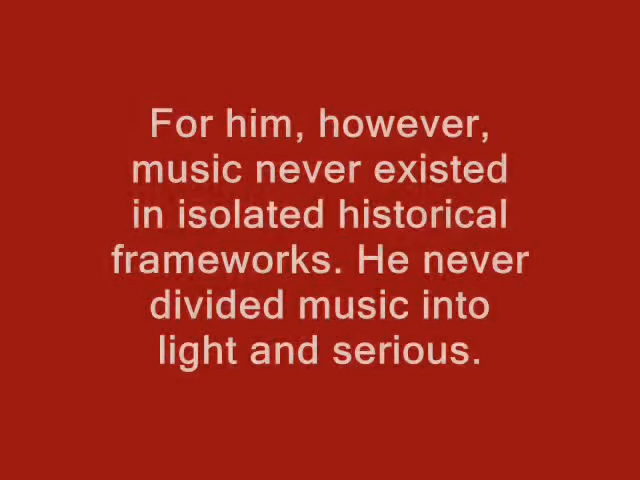 For him, however,
music never existed
in isolated historical
frameworks. He never
divided music into
light and serious.